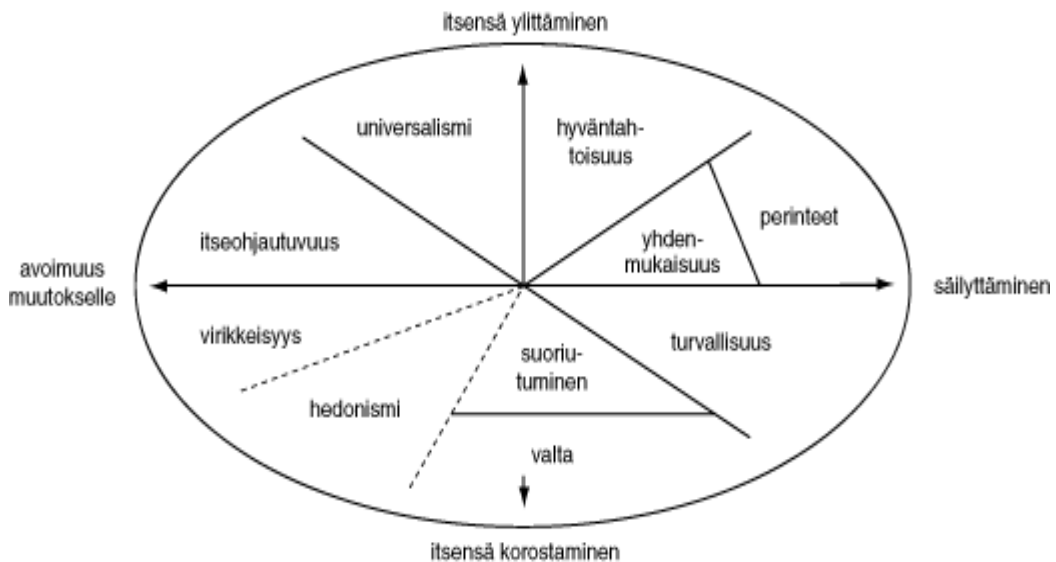 itsensä ylittäminen
universalismi
hyväntah-
toisuus
perinteet
itseohjautuvuus
yhden-
mukaisuus
avoimuus
muutokselle
säilyttäminen
virikkeisyys
turvallisuus
suoriu-
tuminen
hedonismi
valta
itsensä korostaminen